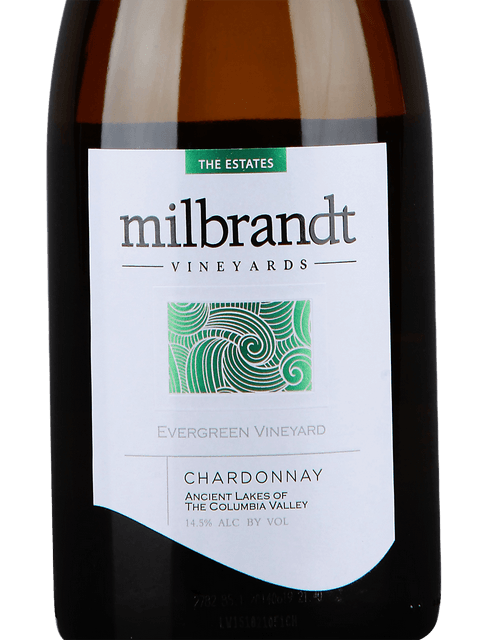 THE ESTATES
milbrandt
VINEYARDS
EVERGREEN VINEYARD
CHARDONNAY
ANCIENT LAKES OF
THE COLUMBIA VALLEY
14.5% ALC BY VOL